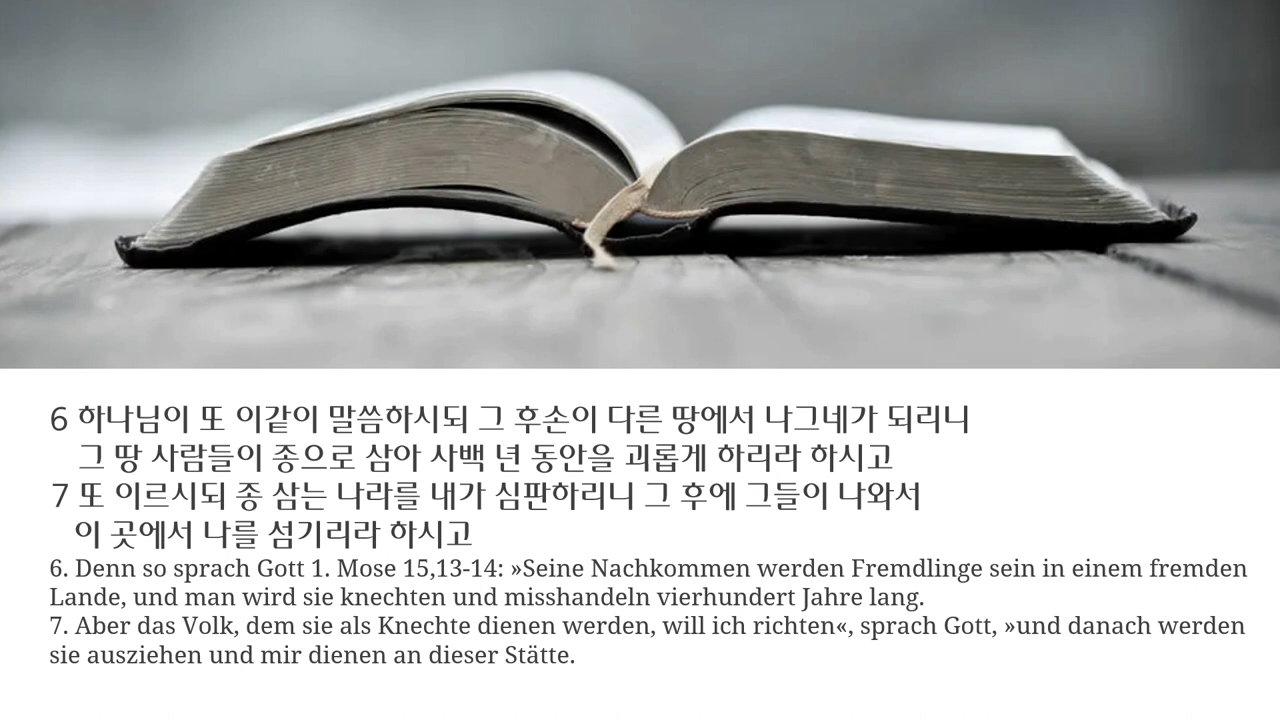 6 하나님이 또 이같이 말씀하시되 그 후손이 다른 땅에서 나그네가 되리니
그 땅 사람들이 종으로 삼아 사백 년 동안을 괴롭게 하리라 하시고
7 또 이르시되 종 삼는 나라를 내가 심판하리니 그 후에 그들이 나와서
이 곳에서 나를 섬기리라 하시고
6. Denn so sprach Gott 1. Mose 15,13-14: »Seine Nachkommen werden Fremdlinge sein in einem fremden
Lande, und man wird sie knechten und misshandeln vierhundert Jahre lang.
7. Aber das Volk, dem sie als Knechte dienen werden, will ich richten«, sprach Gott, »und danach werden
sie ausziehen und mir dienen an dieser Stätte.